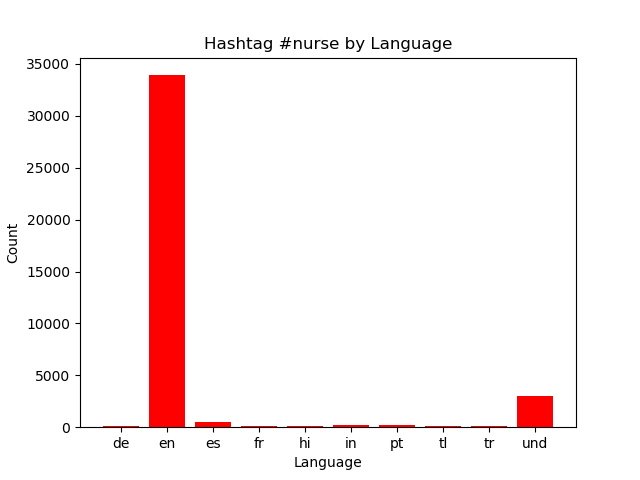 Hashtag #nurse by Language
35000
30000
25000
20000
15000
10000
5000
0
Count
de en es fr hi in pt tl tr und
Language